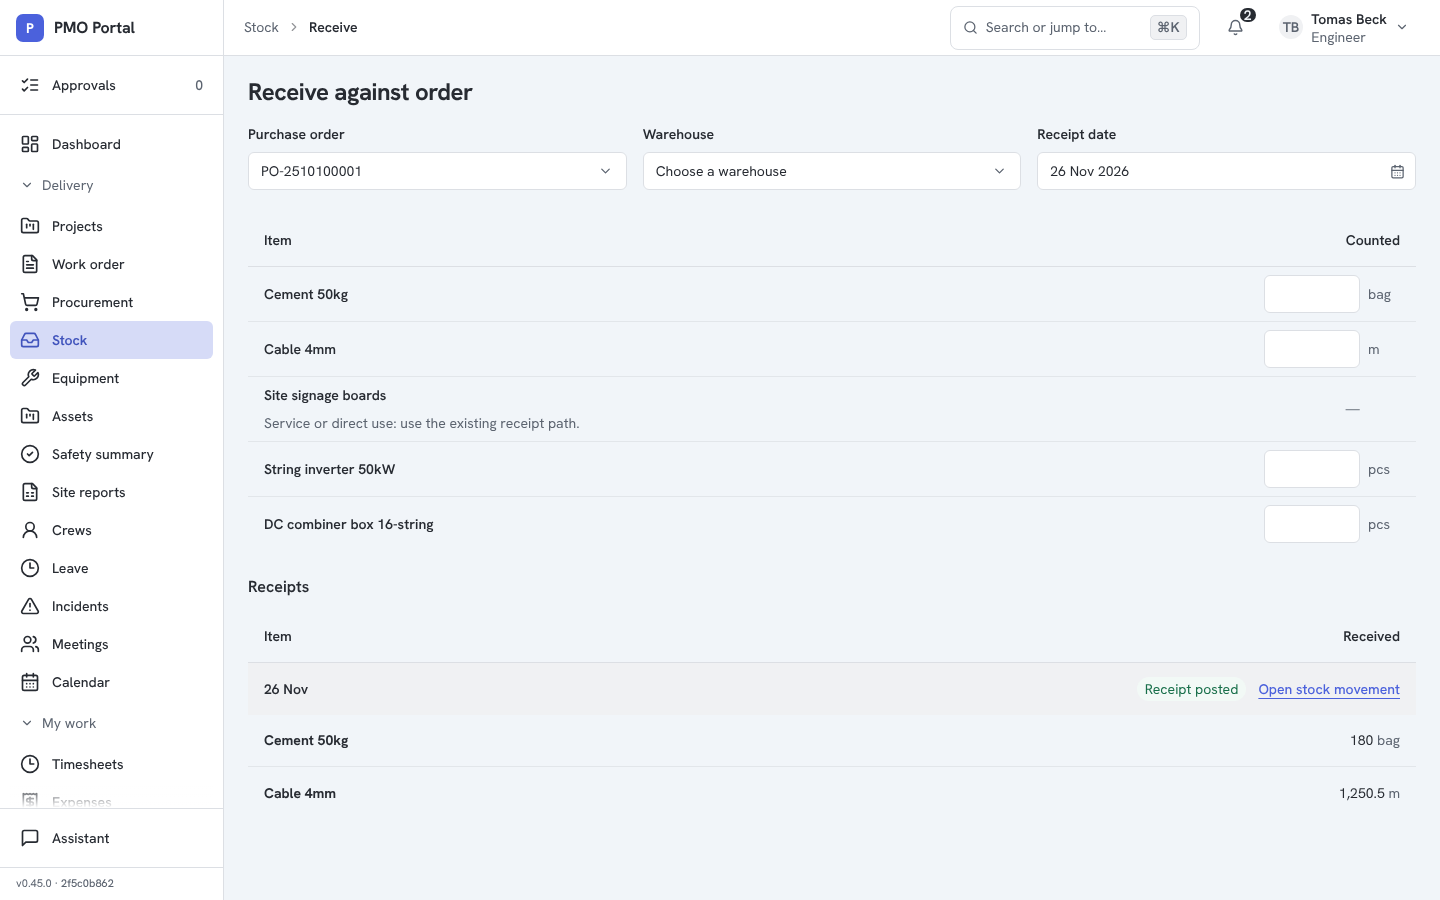 P PMO Portal
Stock > Receive
Search or jump to... ⌘K
2
TB
Tomas Beck
Engineer
Approvals 0
Dashboard
Delivery
Projects
Work order
Procurement
Stock
Equipment
Assets
Safety summary
Site reports
Crews
Leave
Incidents
Meetings
Calendar
My work
Timesheets
Expenses
Assistant
v0.45.0 · 2f5c0b862
Receive against order
Purchase order Warehouse Receipt date
PO-2510100001 Choose a warehouse 26 Nov 2026
Item Counted
Cement 50kg bag
Cable 4mm m
Site signage boards
Service or direct use: use the existing receipt path. —
String inverter 50kW pcs
DC combiner box 16-string pcs
Receipts
Item Received
26 Nov Receipt posted Open stock movement
Cement 50kg 180 bag
Cable 4mm 1,250.5 m